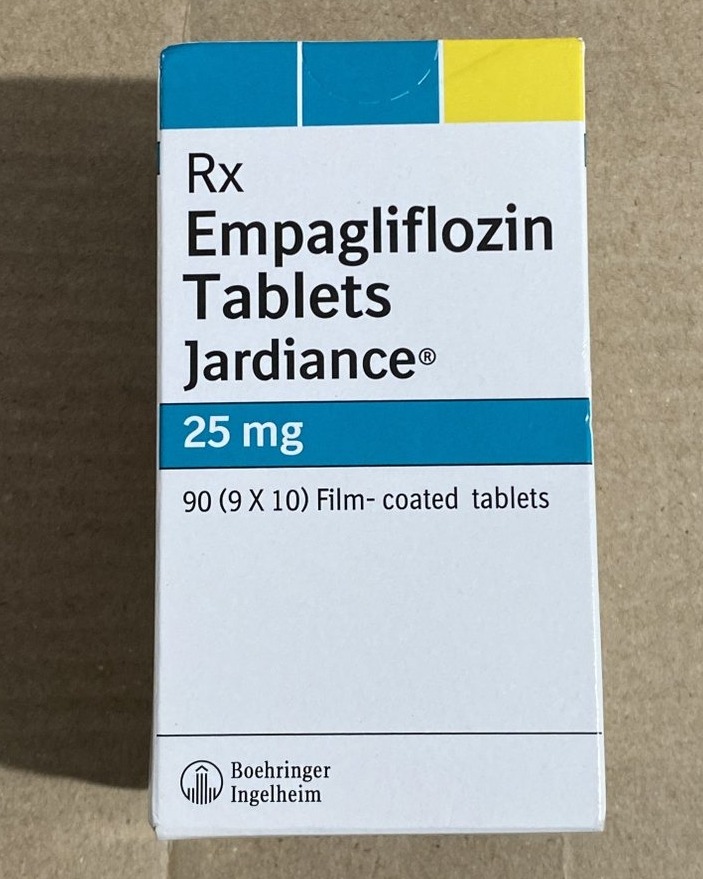 Rx
Empagliflozin
Tablets
Jardiance®
25 mg
90 (9 X 10) Film- coated tablets
Boehringer
Ingelheim